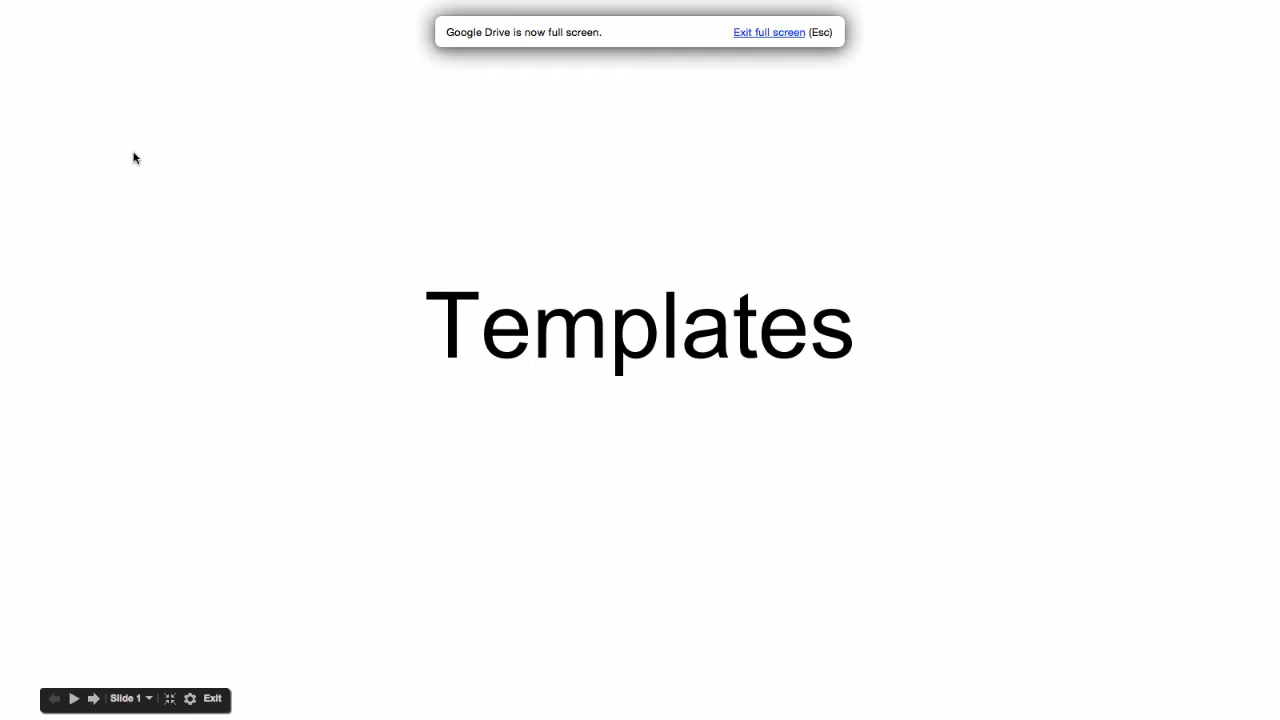 Google Drive is now full screen. Exit full screen (Esc)
Templates
Slide 1 Exit